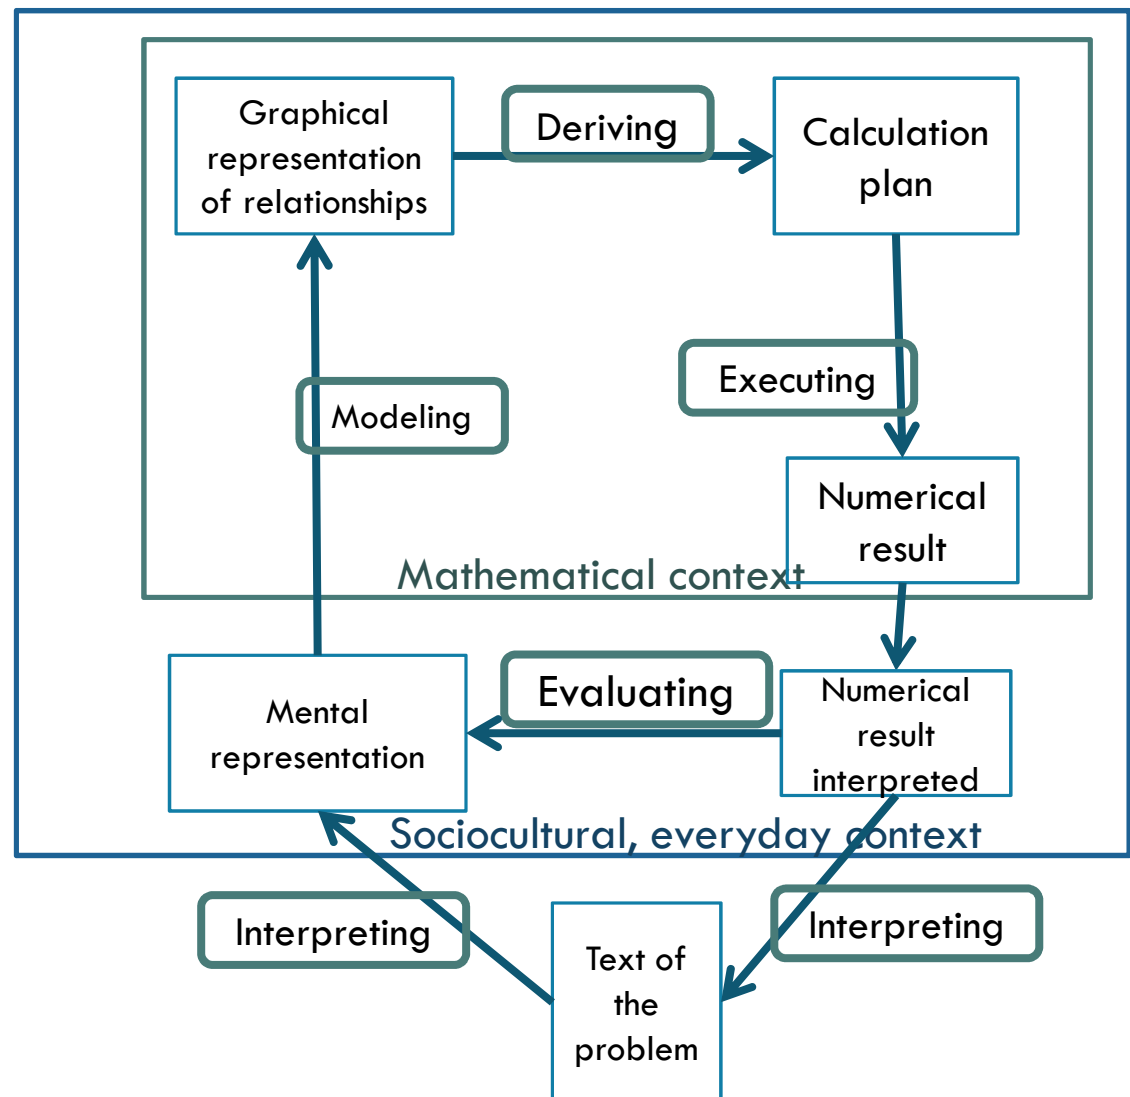 Graphical
representation
of relationships
Deriving
Calculation
plan
Executing
Modeling
Numerical
result
Mathematical context
Mental
representation
Evaluating
Numerical
result
interpreted
Sociocultural, everyday context
Interpreting
Interpreting
Text of
the
problem